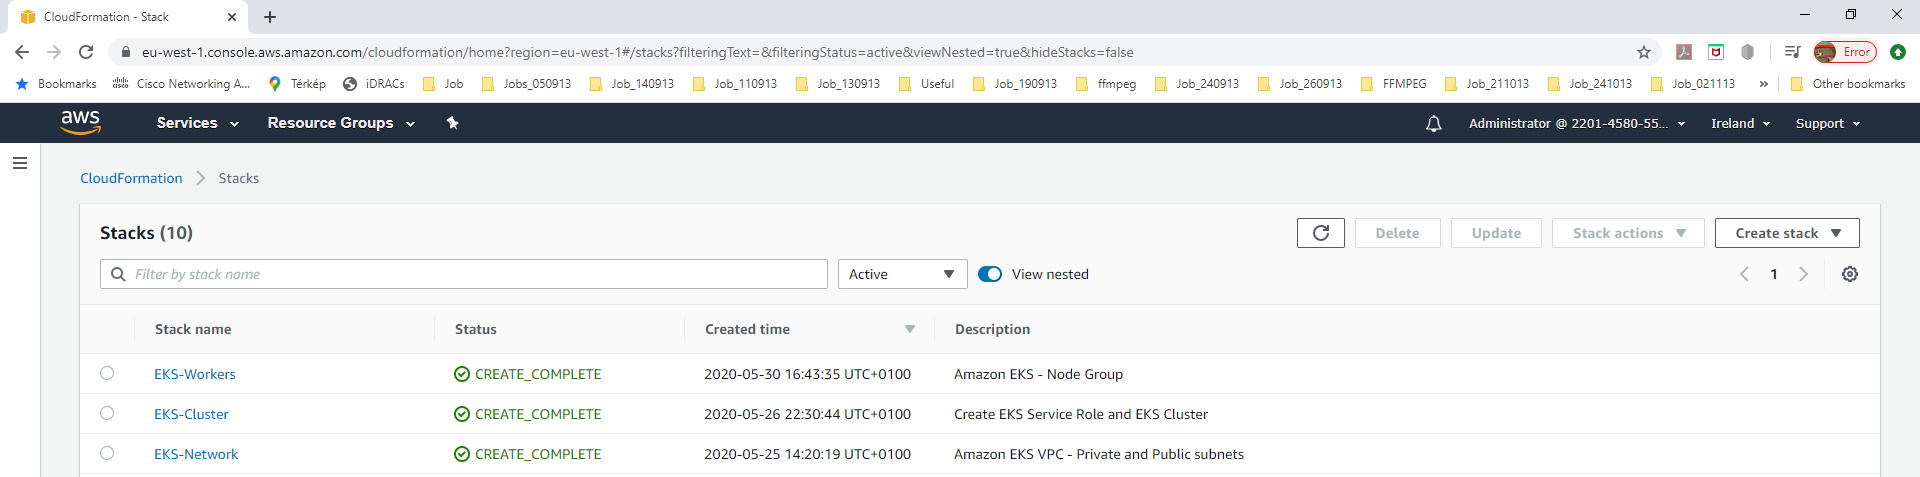 CloudFormation - Stack
eu-west-1.console.aws.amazon.com/cloudformation/home?region=eu-west-1#/stacks?filteringText=&filteringStatus=active&viewNested=true&hideStacks=false Error
Bookmarks Cisco Networking A... Térkép iDRACs Job Jobs_050913 Job_140913 Job_110913 Job_130913 Useful Job_190913 ffmpeg Job_240913 Job_260913 FFMPEG Job_211013 Job_241013 Job_021113 » Other bookmarks
aws Services Resource Groups Administrator @ 2201-4580-55... Ireland Support
CloudFormation Stacks
Stacks (10) Delete Update Stack actions Create stack
Filter by stack name Active View nested 1
Stack name Status Created time Description
EKS-Workers CREATE_COMPLETE 2020-05-30 16:43:35 UTC+0100 Amazon EKS - Node Group
EKS-Cluster CREATE_COMPLETE 2020-05-26 22:30:44 UTC+0100 Create EKS Service Role and EKS Cluster
EKS-Network CREATE_COMPLETE 2020-05-25 14:20:19 UTC+0100 Amazon EKS VPC - Private and Public subnets